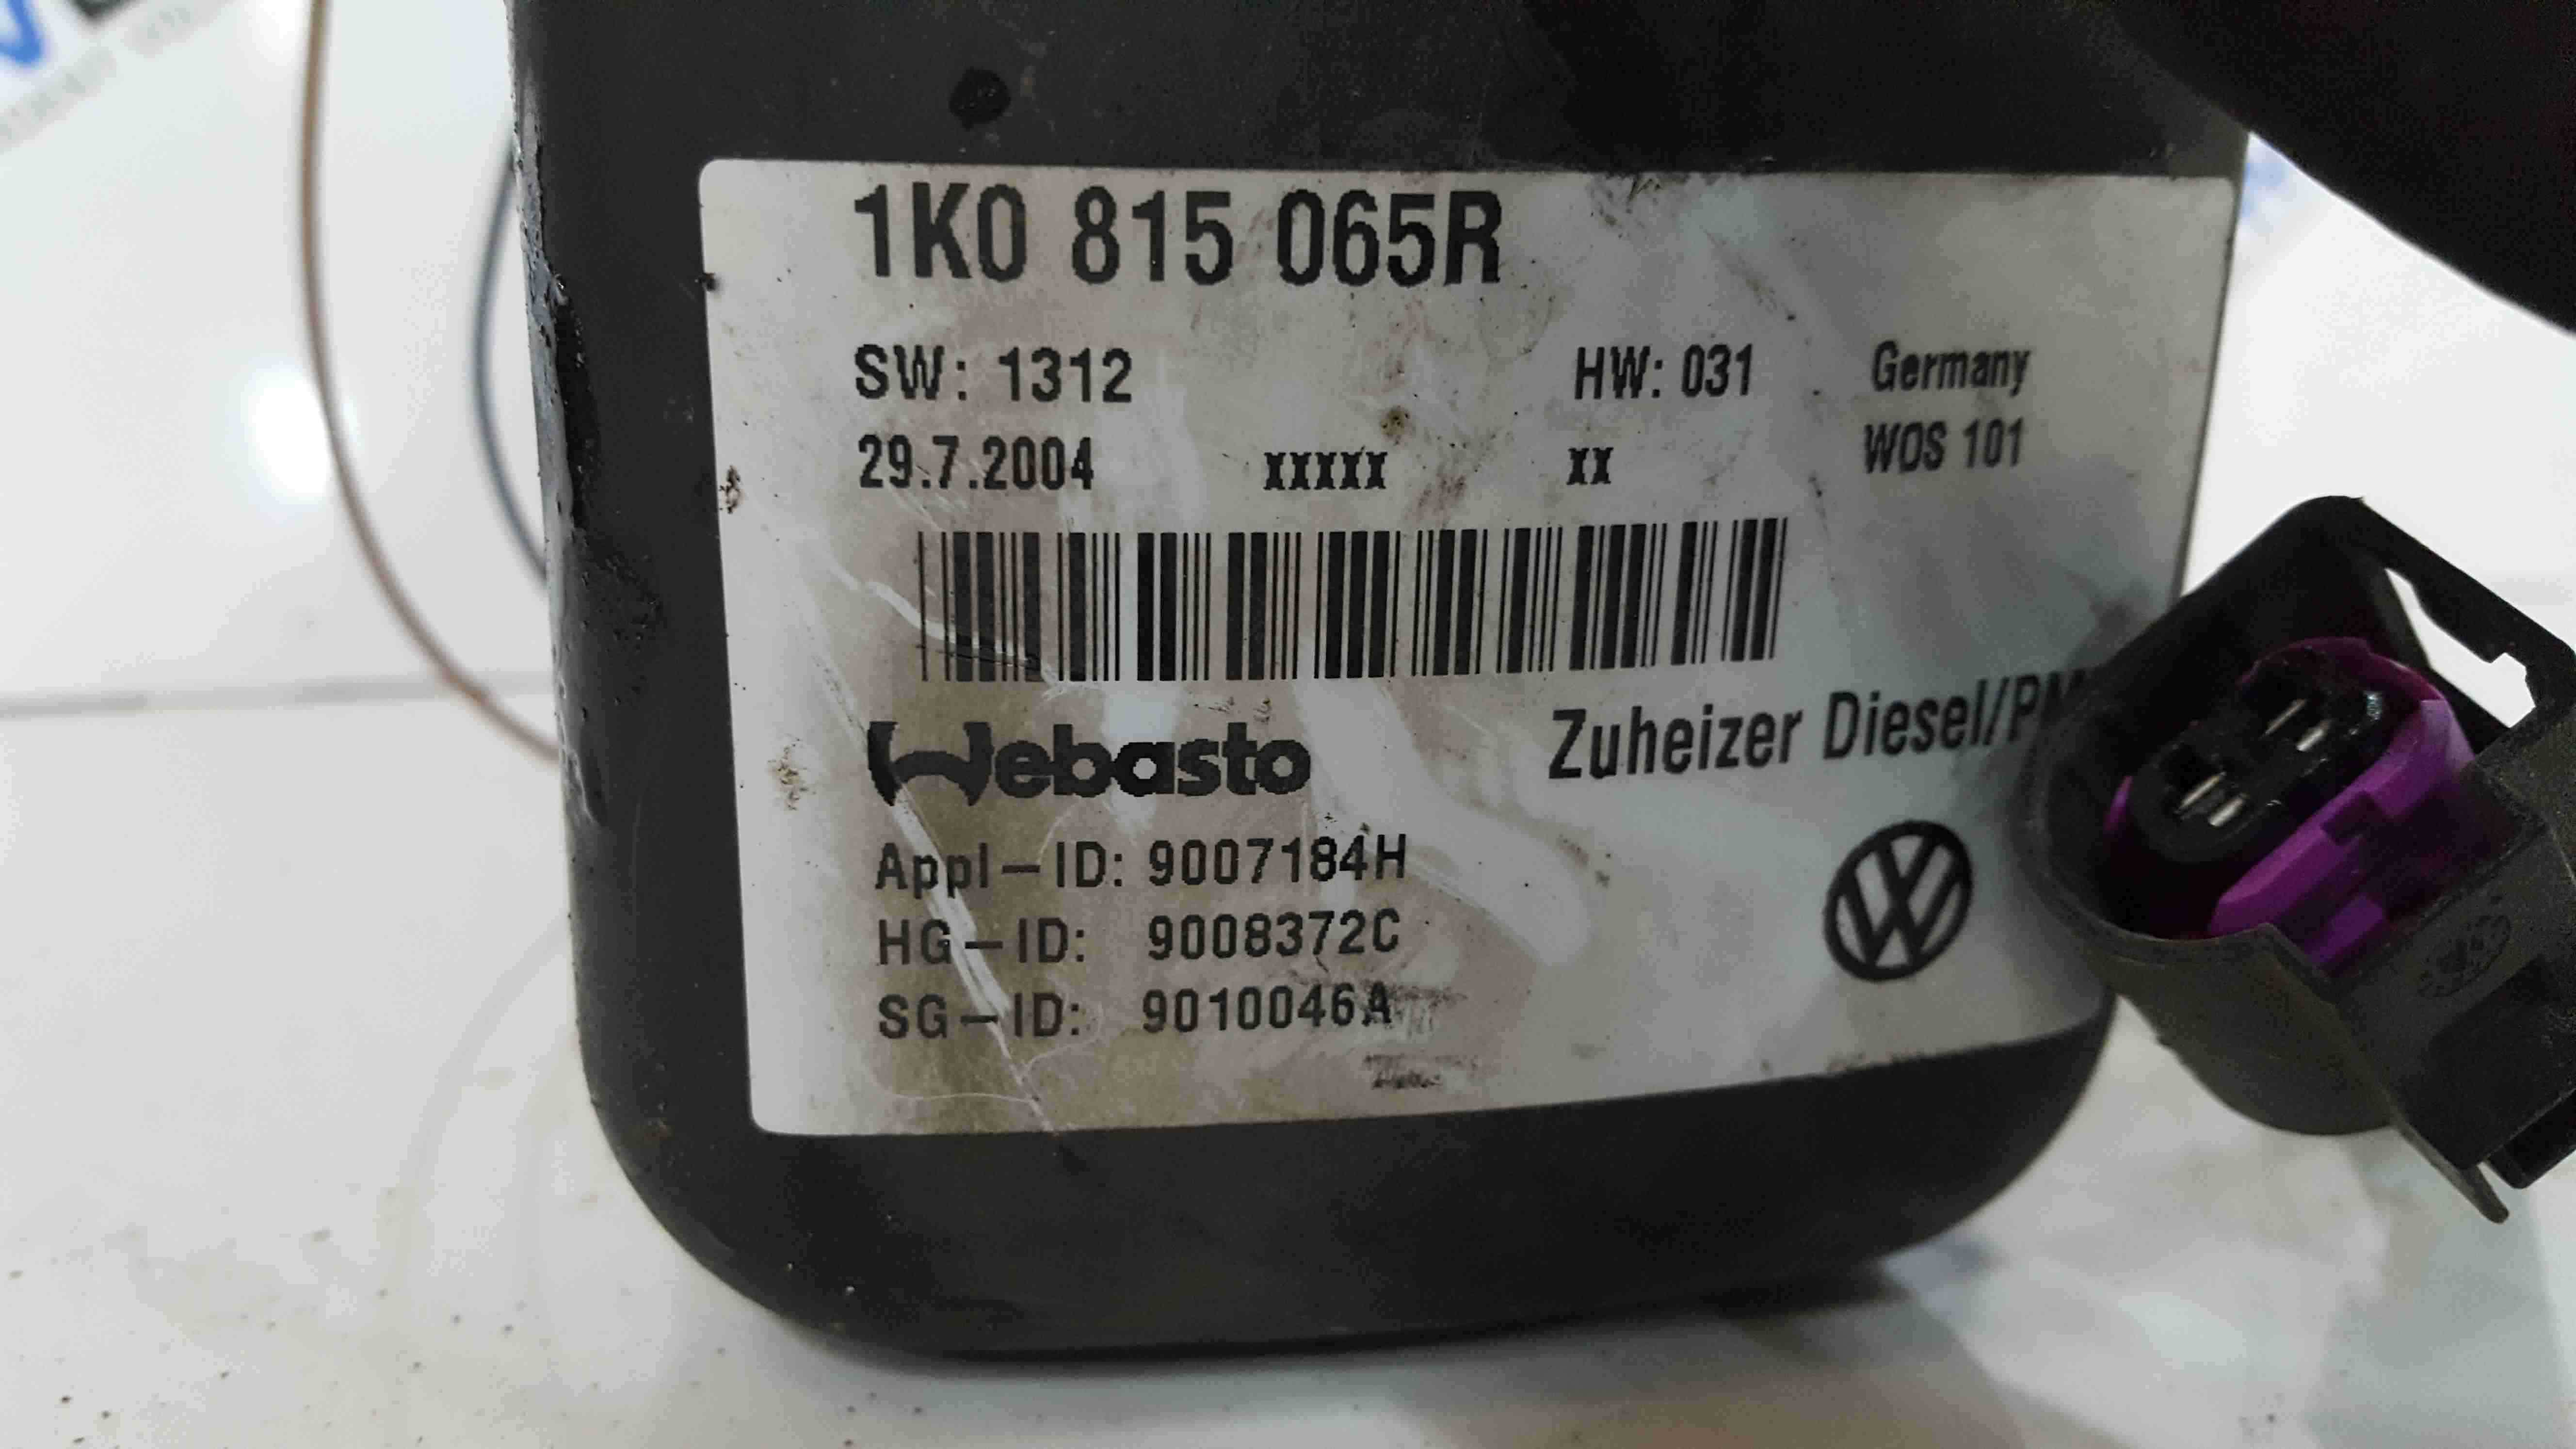 1K0 815 065R
SW: 1312 HW: 031 Germany
29.7.2004 XXXXX XX WOS 101
Webasto Zuheizer Diesel/
Appl-ID: 9007184H
HG-ID: 9008372C
SG-ID: 9010046A